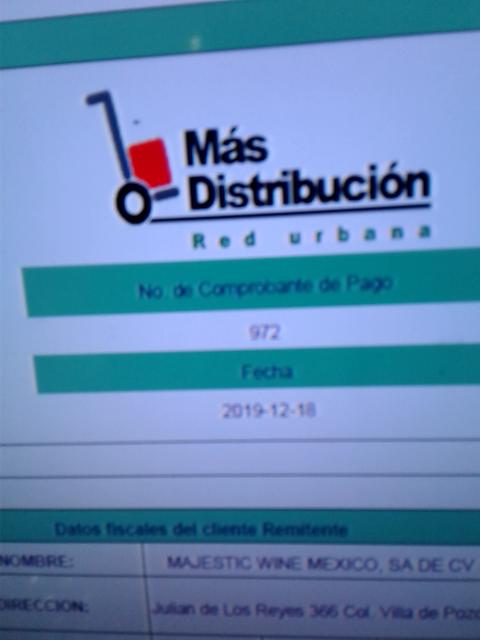 Más
Distribución
Red urbana
No. de Comprobante de Pago
972
Fecha
2019-12-18
Datos fiscales del cliente Remitente
NOMBRE: MAJESTIC WINE MEXICO, SA DE CV
DIRECCION: Julian de Los Reyes 366 Col. Villa de Pozo